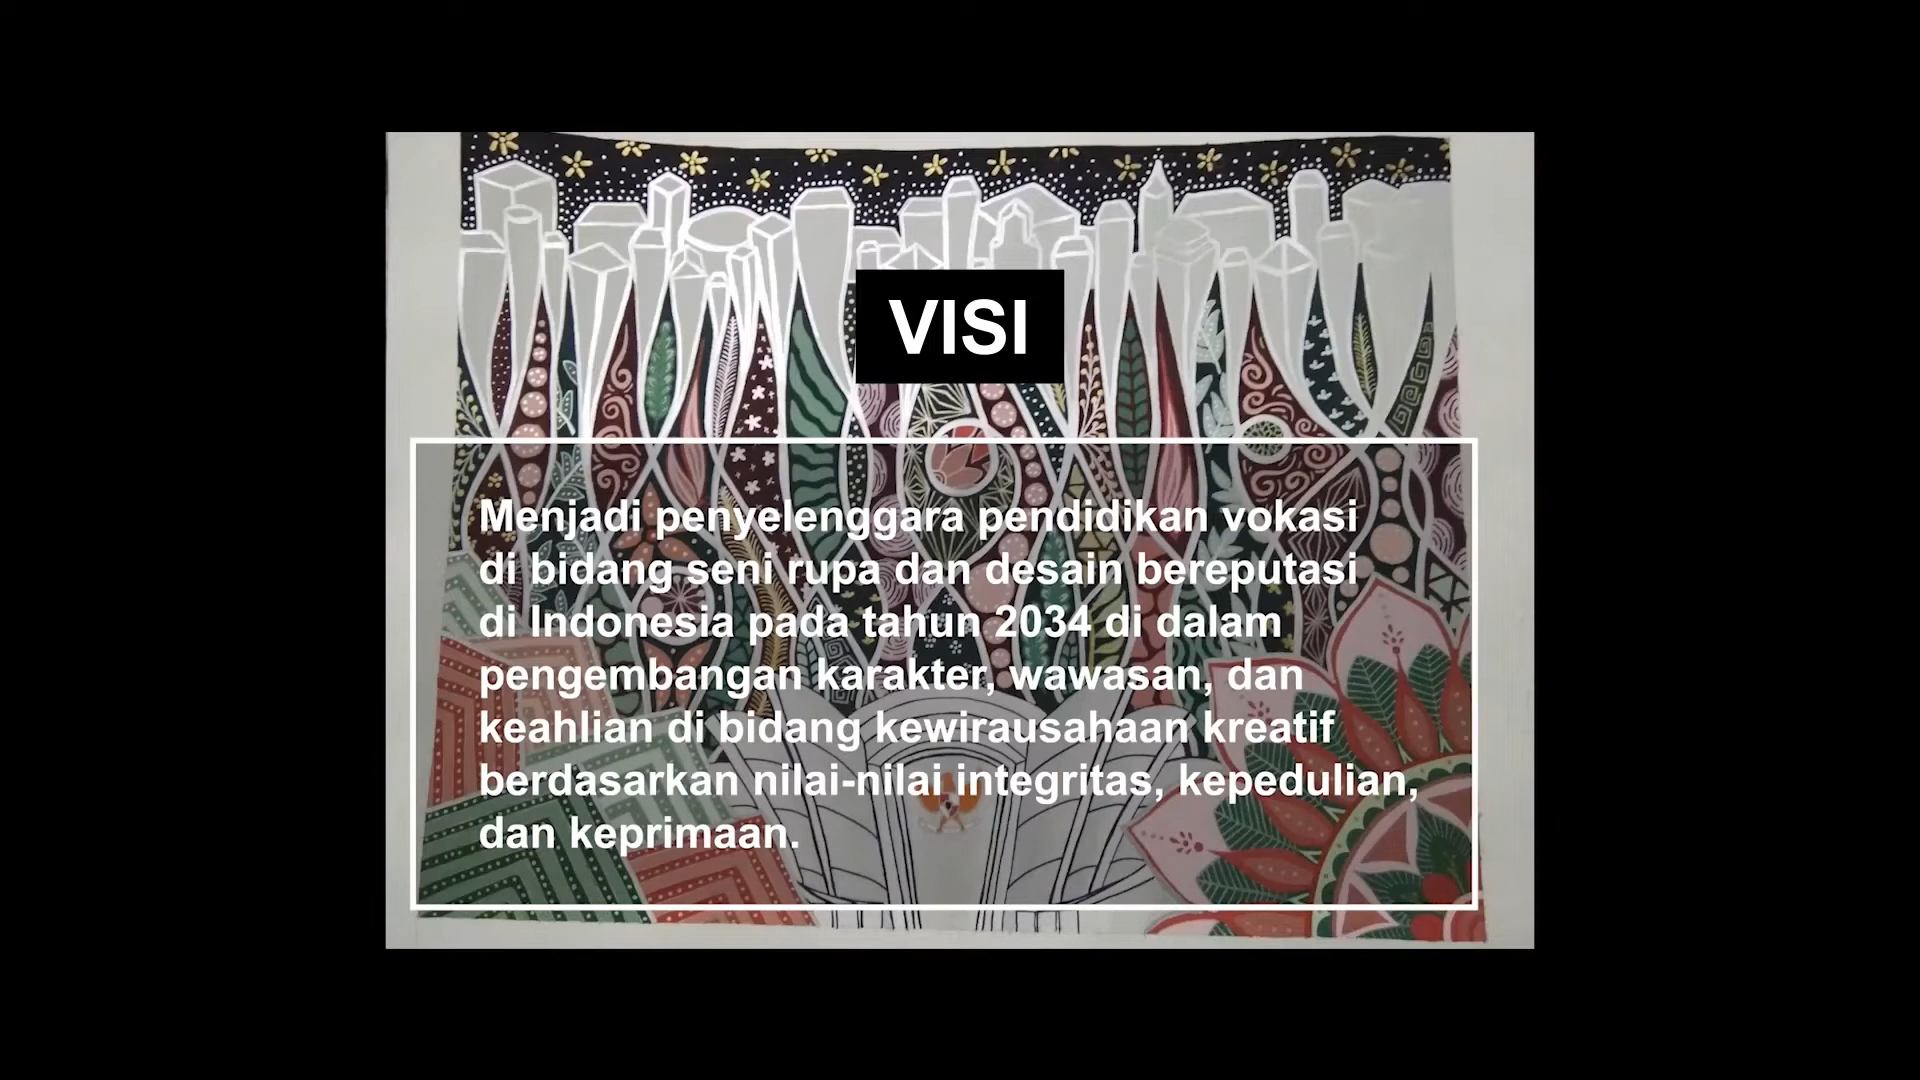 VISI
Menjadi penyelenggara pendidikan vokasi
di bidang seni rupa dan desain bereputasi
di Indonesia pada tahun 2034 di dalam
pengembangan karakter, wawasan, dan
keahlian di bidang kewirausahaan kreatif
berdasarkan nilai-nilai integritas, kepedulian,
dan keprimaan.